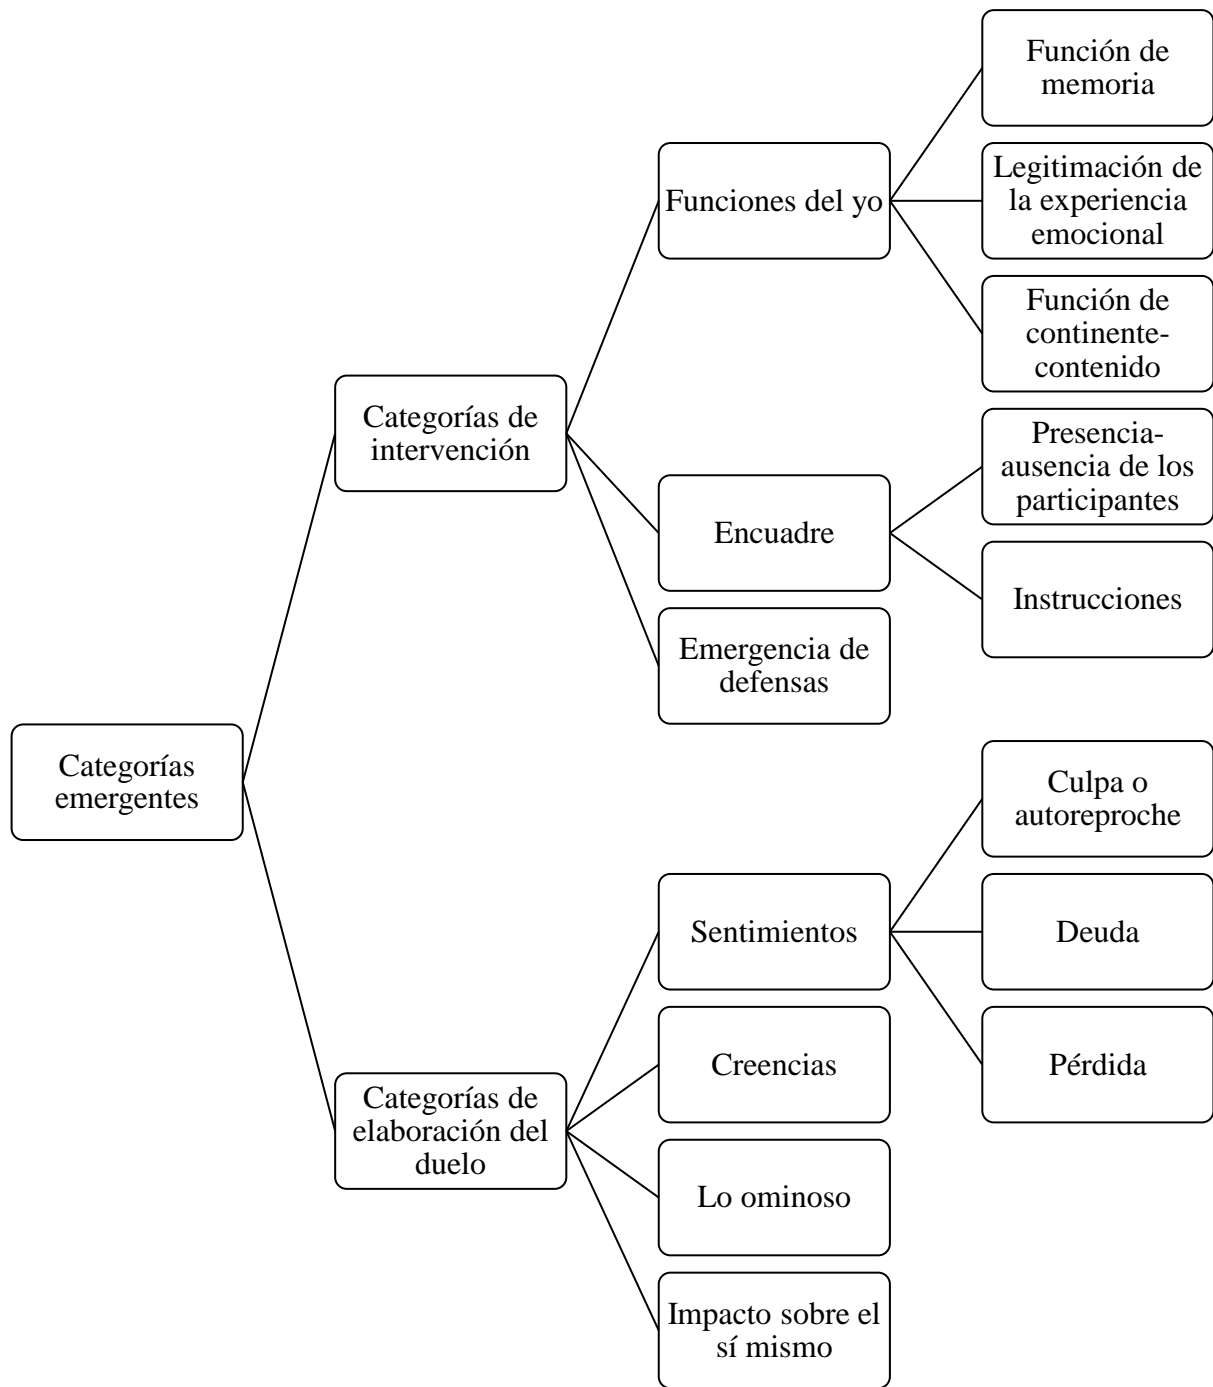 Categorías
emergentes
Categorías de
intervención
Funciones del yo
Función de
memoria
Legitimación de
la experiencia
emocional
Función de
continente-
contenido
Encuadre
Presencia-
ausencia de los
participantes
Instrucciones
Emergencia de
defensas
Categorías de
elaboración del
duelo
Sentimientos
Culpa o
autoreproche
Deuda
Pérdida
Creencias
Lo ominoso
Impacto sobre el
sí mismo